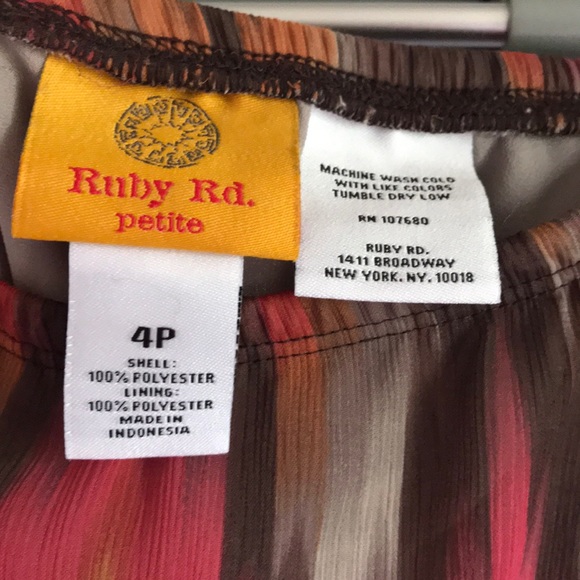 Ruby Rd.
petite
4P
SHELL:
100% POLYESTER
LINING:
100% POLYESTER
MADE IN
INDONESIA
MACHINE WASH COLD
WITH LIKE COLORS
TUMBLE DRY LOW
RN 107680
RUBY RD.
1411 BROADWAY
NEW YORK, NY. 10018